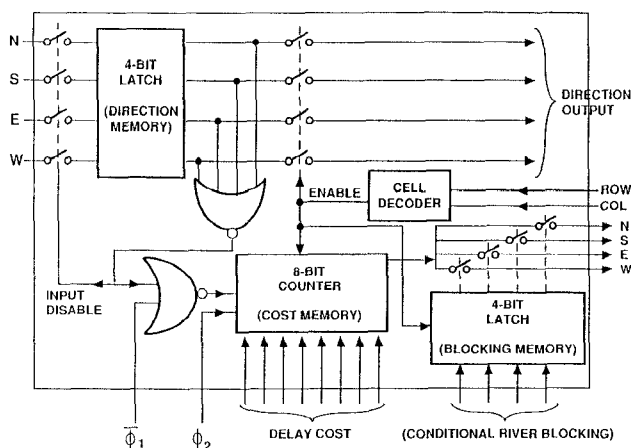 N
S
E
W
4-BIT
LATCH
(DIRECTION
MEMORY)
DIRECTION
OUTPUT
ENABLE
CELL
DECODER
ROW
COL
N
S
E
W
INPUT
DISABLE
8-BIT
COUNTER
(COST MEMORY)
4-BIT
LATCH
(BLOCKING MEMORY)
ϕ̅1
ϕ2
DELAY COST
(CONDITIONAL RIVER BLOCKING)